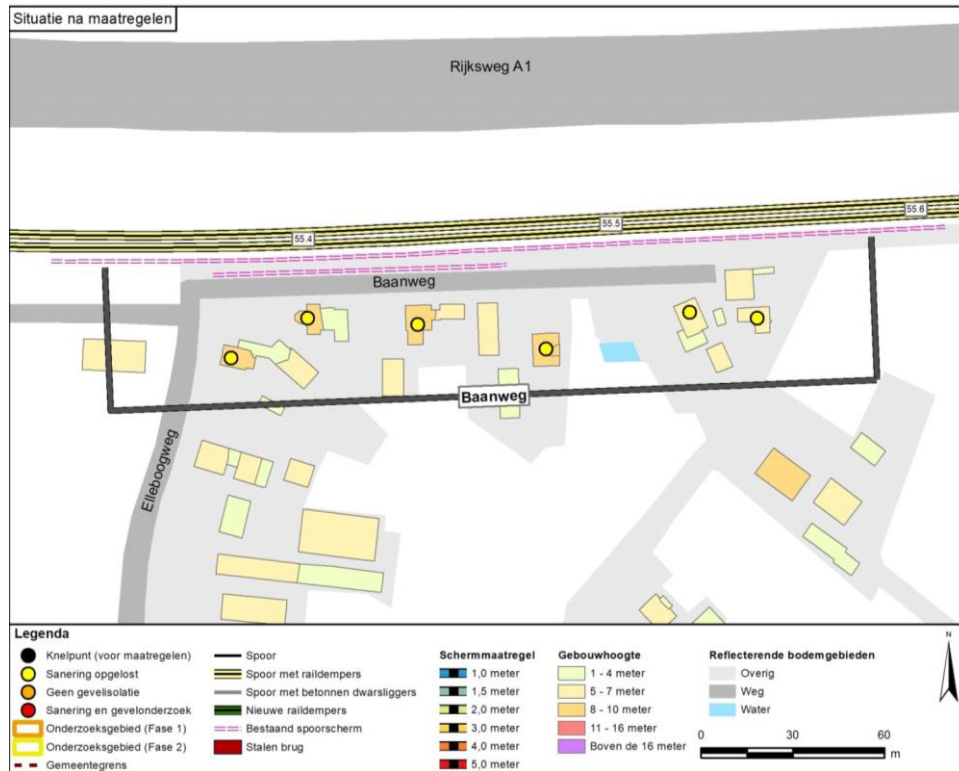 Situatie na maatregelen
Rijksweg A1
55.6
55.5
55.4
Baanweg
Baanweg
Elleboogweg
Legenda
Knelpunt (voor maatregelen)
Sanering opgelost
Geen gevelisolatie
Sanering en gevelonderzoek
Onderzoeksgebied (Fase 1)
Onderzoeksgebied (Fase 2)
Gemeentegrens
Spoor
Spoor met raildempers
Spoor met betonnen dwarsliggers
Nieuwe raildempers
Bestaand spoorscherm
Stalen brug
Schermmaatregel
1,0 meter
1,5 meter
2,0 meter
3,0 meter
4,0 meter
5,0 meter
Gebouwhoogte
1 - 4 meter
5 - 7 meter
8 - 10 meter
11 - 16 meter
Boven de 16 meter
Reflecterende bodemgebieden
Overig
Weg
Water
N
0 30 60
m